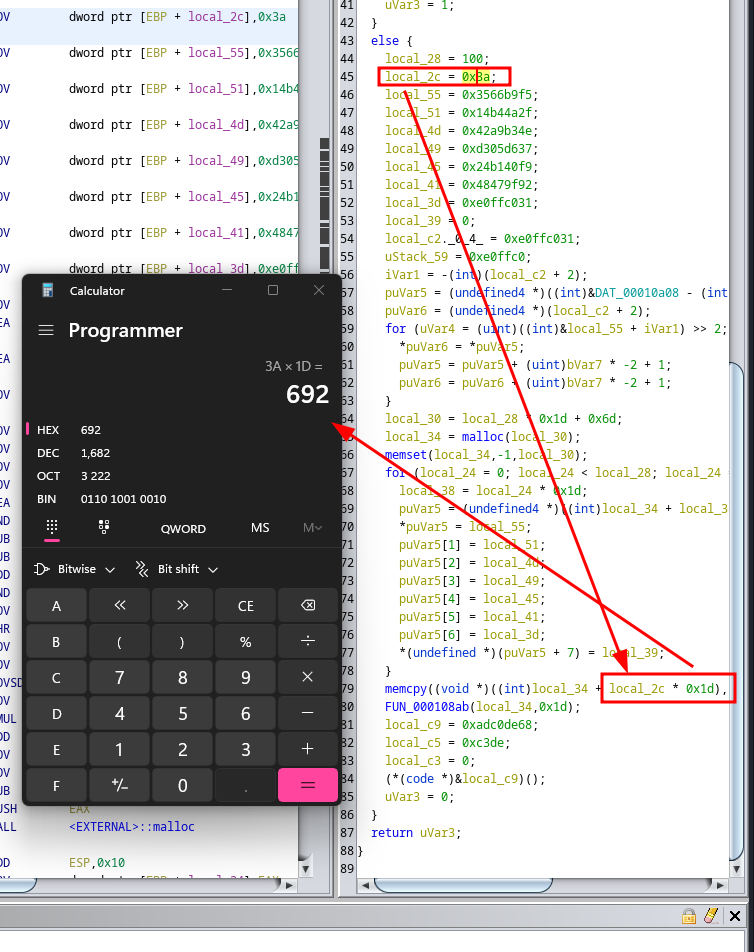 OV dword ptr [EBP + local_2c],0x3a
OV dword ptr [EBP + local_55],0x3566
OV dword ptr [EBP + local_51],0x14b4
OV dword ptr [EBP + local_4d],0x42a9
OV dword ptr [EBP + local_49],0xd305
OV dword ptr [EBP + local_45],0x24b1
OV dword ptr [EBP + local_41],0x4847
OV dword ptr [EBP + local_3d],0xe0ff
41 uVar3 = 1;
42 }
43 else {
44 local_28 = 100;
45 local_2c = 0x3a;
46 local_55 = 0x3566b9f5;
47 local_51 = 0x14b44a2f;
48 local_4d = 0x42a9b34e;
49 local_49 = 0xd305d637;
50 local_45 = 0x24b140f9;
51 local_41 = 0x48479f92;
52 local_3d = 0xe0ffc031;
53 local_39 = 0;
54 local_c2._0_4_ = 0xe0ffc031;
55 uStack_59 = 0xe0ffc0;
56 iVar1 = -(int)(local_c2 + 2);
57 puVar5 = (undefined4 *)((int)&DAT_00010a08 - (int
58 puVar6 = (undefined4 *)(local_c2 + 2);
59 for (uVar4 = (uint)((int)&local_55 + iVar1) >> 2;
60 *puVar6 = *puVar5;
61 puVar5 = puVar5 + (uint)bVar7 * -2 + 1;
62 puVar6 = puVar6 + (uint)bVar7 * -2 + 1;
63 }
64 local_30 = local_28 * 0x1d + 0x6d;
65 local_34 = malloc(local_30);
66 memset(local_34,-1,local_30);
67 for (local_24 = 0; local_24 < local_28; local_24
68 local_38 = local_24 * 0x1d;
69 puVar5 = (undefined4 *)((int)local_34 + local_3
70 *puVar5 = local_55;
71 puVar5[1] = local_51;
72 puVar5[2] = local_4d;
73 puVar5[3] = local_49;
74 puVar5[4] = local_45;
75 puVar5[5] = local_41;
76 puVar5[6] = local_3d;
77 *(undefined *)(puVar5 + 7) = local_39;
78 }
79 memcpy((void *)((int)local_34 + local_2c * 0x1d),
80 FUN_000108ab(local_34,0x1d);
81 local_c9 = 0xadc0de68;
82 local_c5 = 0xc3de;
83 local_c3 = 0;
84 (*(code *)&local_c9)();
85 uVar3 = 0;
86 }
87 return uVar3;
88 }
89
Calculator
Programmer
3A × 1D =
692
HEX 692
DEC 1,682
OCT 3 222
BIN 0110 1001 0010
QWORD MS M
Bitwise Bit shift
A « » CE
B ( ) % ÷
C 7 8 9 ×
D 4 5 6 −
E 1 2 3 +
F +/− 0 . =
USH EAX
ALL <EXTERNAL>::malloc
DD ESP,0x10